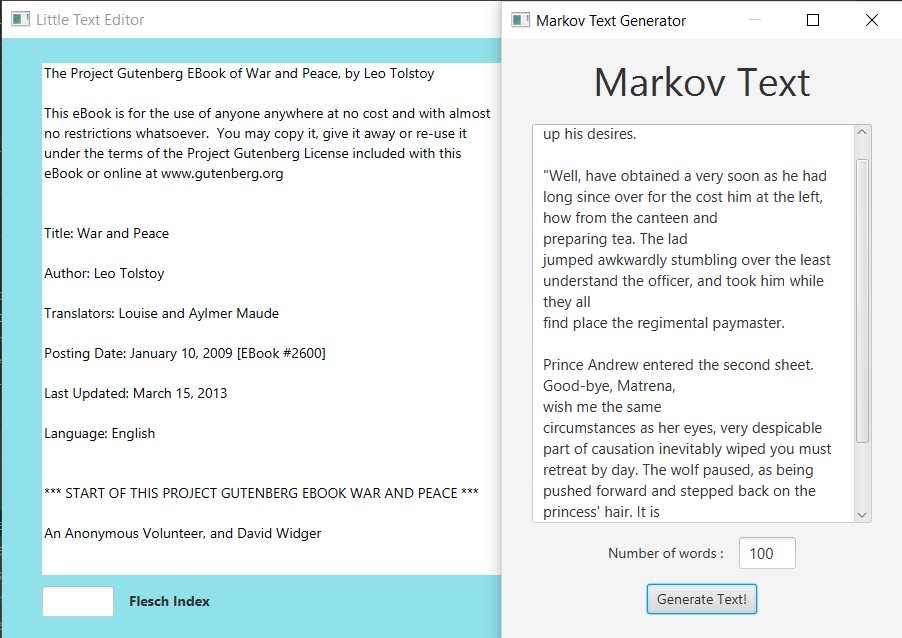 Little Text Editor
The Project Gutenberg EBook of War and Peace, by Leo Tolstoy
This eBook is for the use of anyone anywhere at no cost and with almost
no restrictions whatsoever.  You may copy it, give it away or re-use it
under the terms of the Project Gutenberg License included with this
eBook or online at www.gutenberg.org
Title: War and Peace
Author: Leo Tolstoy
Translators: Louise and Aylmer Maude
Posting Date: January 10, 2009 [EBook #2600]
Last Updated: March 15, 2013
Language: English
*** START OF THIS PROJECT GUTENBERG EBOOK WAR AND PEACE ***
An Anonymous Volunteer, and David Widger
Flesch Index
Markov Text Generator
Markov Text
up his desires.
"Well, have obtained a very soon as he had
long since over for the cost him at the left,
how from the canteen and
preparing tea. The lad
jumped awkwardly stumbling over the least
understand the officer, and took him while
they all
find place the regimental paymaster.
Prince Andrew entered the second sheet.
Good-bye, Matrena,
wish me the same
circumstances as her eyes, very despicable
part of causation inevitably wiped you must
retreat by day. The wolf paused, as being
pushed forward and stepped back on the
princess' hair. It is
Number of words :
100
Generate Text!